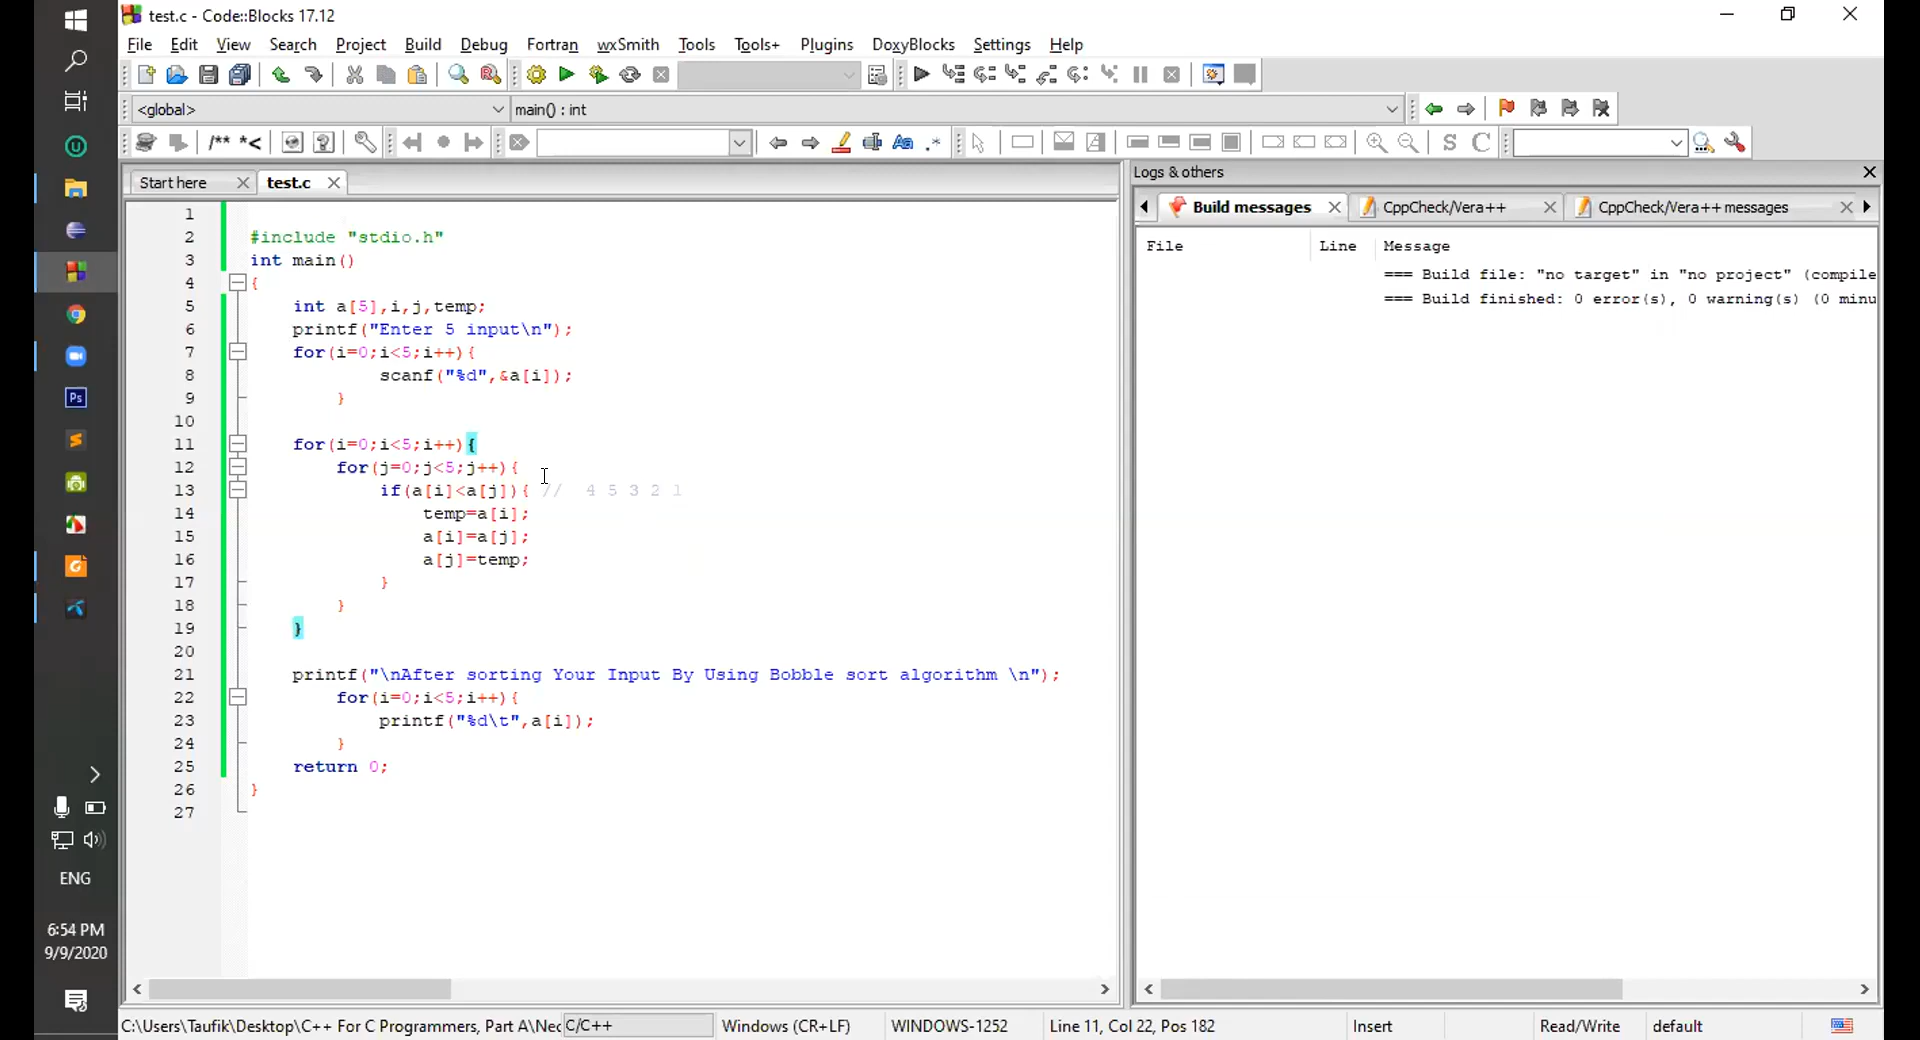 test.c - Code::Blocks 17.12
File Edit View Search Project Build Debug Fortran wxSmith Tools Tools+ Plugins DoxyBlocks Settings Help
<global> main() : int
/** *< Aa .* S C
Start here test.c
Logs & others
Build messages CppCheck/Vera++ CppCheck/Vera++ messages
File Line Message
=== Build file: "no target" in "no project" (compile
=== Build finished: 0 error(s), 0 warning(s) (0 minu
1
2 #include "stdio.h"
3 int main()
4 {
5 int a[5],i,j,temp;
6 printf("Enter 5 input\n");
7 for(i=0;i<5;i++){
8 scanf("%d",&a[i]);
9 }
10
11 for(i=0;i<5;i++){
12 for(j=0;j<5;j++){
13 if(a[i]<a[j]){ // 4 5 3 2 1
14 temp=a[i];
15 a[i]=a[j];
16 a[j]=temp;
17 }
18 }
19 }
20
21 printf("\nAfter sorting Your Input By Using Bobble sort algorithm \n");
22 for(i=0;i<5;i++){
23 printf("%d\t",a[i]);
24 }
25 return 0;
26 }
27
Ps
ENG
6:54 PM
9/9/2020
C:\Users\Taufik\Desktop\C++ For C Programmers, Part A\Nec C/C++ Windows (CR+LF) WINDOWS-1252 Line 11, Col 22, Pos 182 Insert Read/Write default